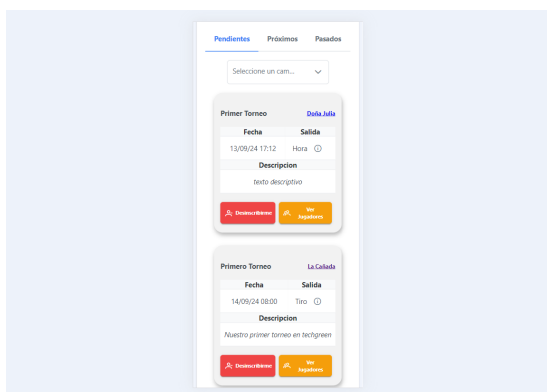 Pendientes Próximos Pasados
Seleccione un cam...
Primer Torneo Doña Julia
Fecha Salida
13/09/24 17:12 Hora
Descripcion
texto descriptivo
Desinscribirme Ver
Jugadores
Primero Torneo La Cañada
Fecha Salida
14/09/24 08:00 Tiro
Descripcion
Nuestro primer torneo en techgreen
Desinscribirme Ver
Jugadores